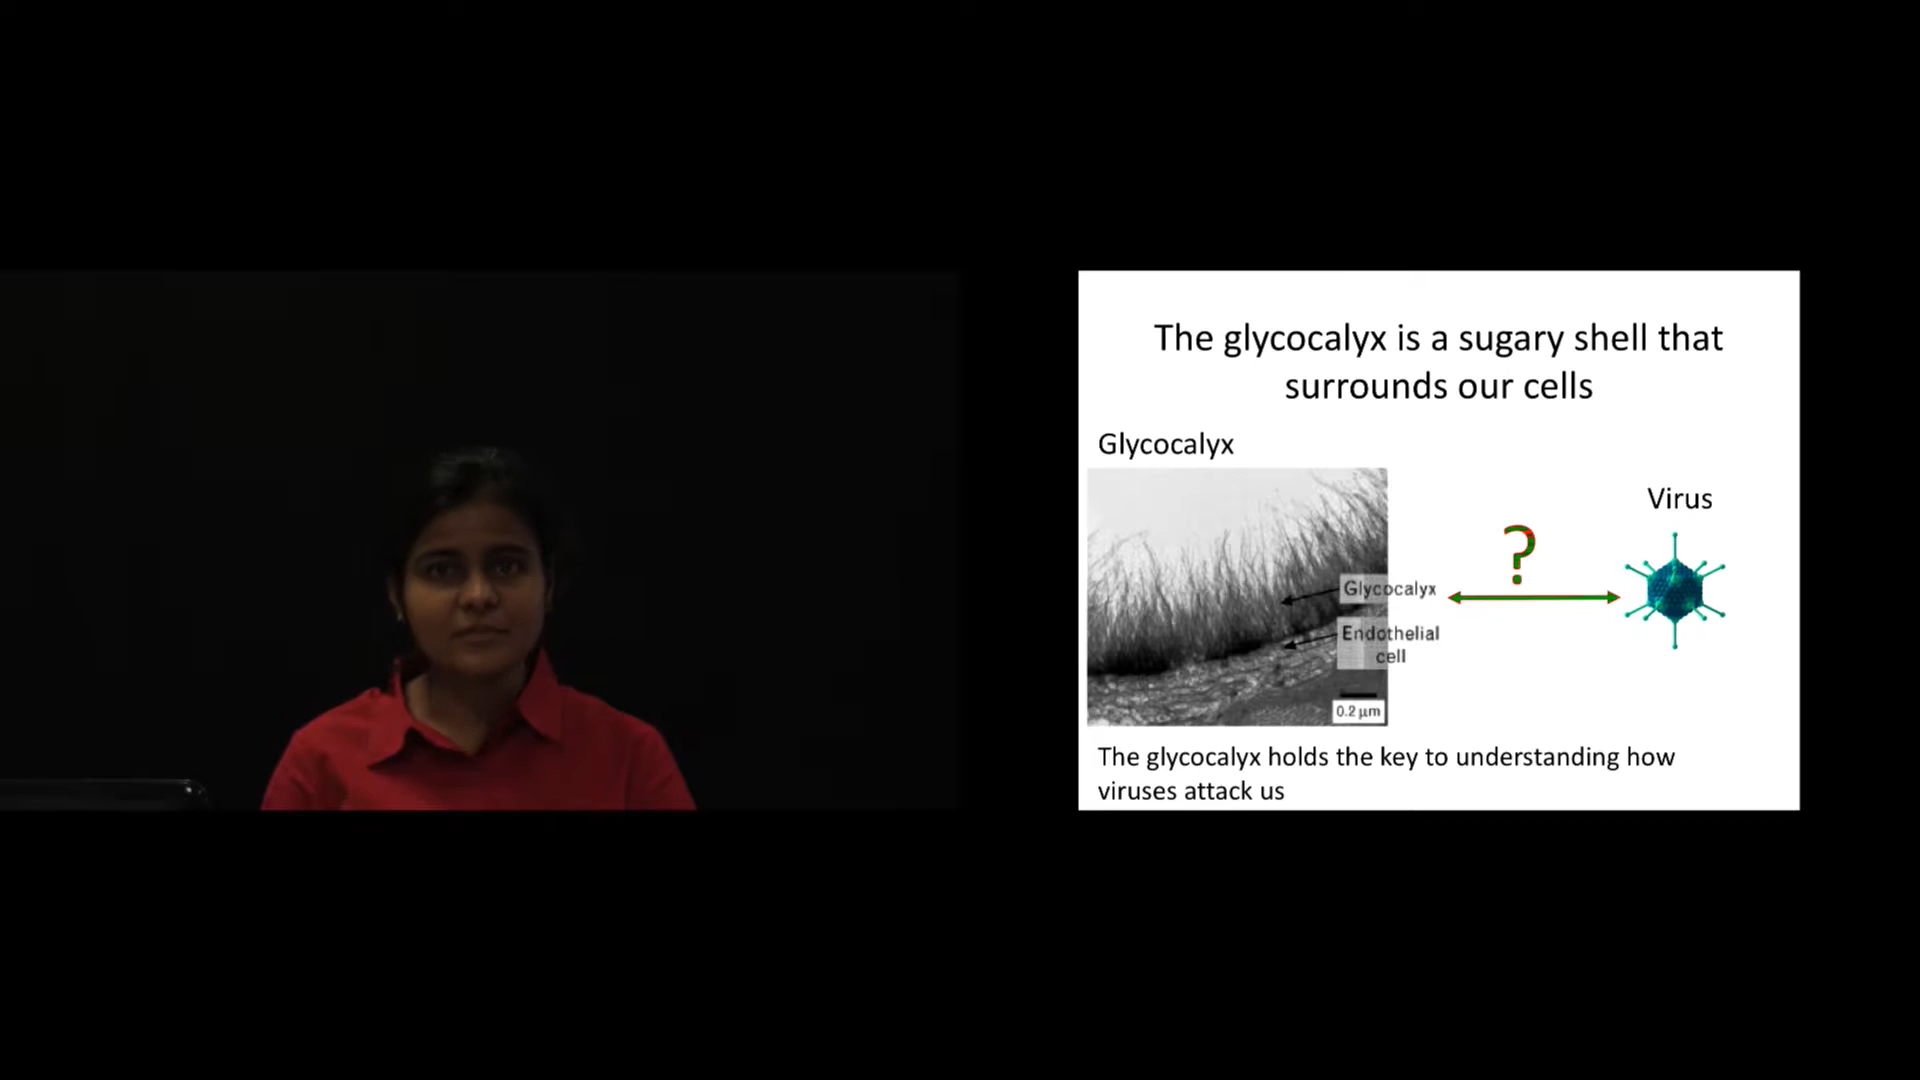 The glycocalyx is a sugary shell that
surrounds our cells
Glycocalyx
Virus
?
Glycocalyx
Endothelial
cell
0.2 μm
The glycocalyx holds the key to understanding how
viruses attack us